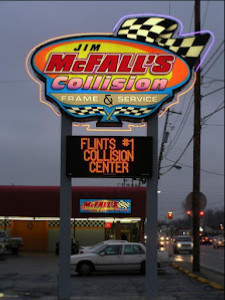 JIM
McFALL'S
Collision
FRAME & SERVICE
FLINTS #1
COLLISION
CENTER
McFALL'S